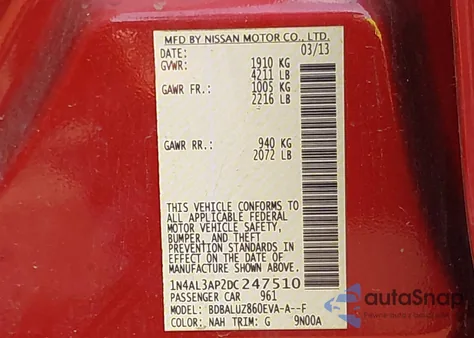 MFD BY NISSAN MOTOR CO., LTD.
DATE: 03/13
GVWR: 1910 KG
4211 LB
GAWR FR.: 1005 KG
2216 LB
GAWR RR.: 940 KG
2072 LB
THIS VEHICLE CONFORMS TO
ALL APPLICABLE FEDERAL
MOTOR VEHICLE SAFETY,
BUMPER, AND THEFT
PREVENTION STANDARDS IN
EFFECT ON THE DATE OF
MANUFACTURE SHOWN ABOVE.
1N4AL3AP2DC247510
PASSENGER CAR 961
MODEL: BDBALUZ860EVA-A--F
COLOR: NAH TRIM: G 9N00A
autoSnap